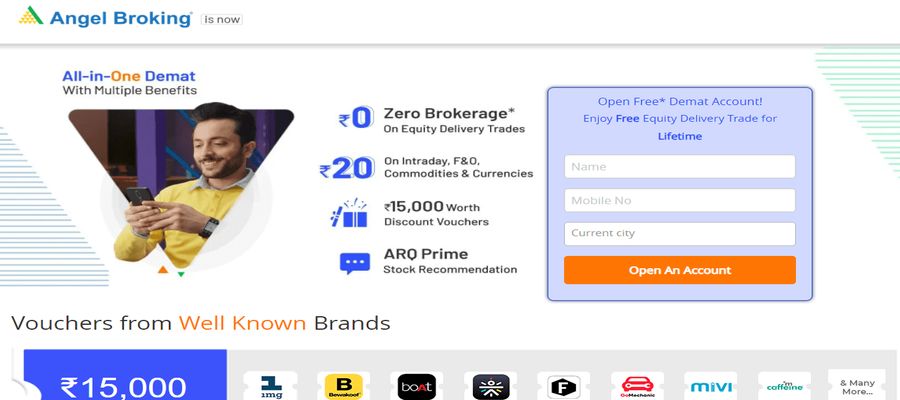 Angel Broking is now
All-in-One Demat
With Multiple Benefits
₹0 Zero Brokerage*
On Equity Delivery Trades
₹20 On Intraday, F&O,
Commodities & Currencies
₹15,000 Worth
Discount Vouchers
ARQ Prime
Stock Recommendation
Open Free* Demat Account!
Enjoy Free Equity Delivery Trade for
Lifetime
Name
Mobile No
Current city
Open An Account
Vouchers from Well Known Brands
₹15,000
1mg
B
Bewakoof
boAt
F
GoMechanic
MIVI
I'm
caffeine
& Many
More...